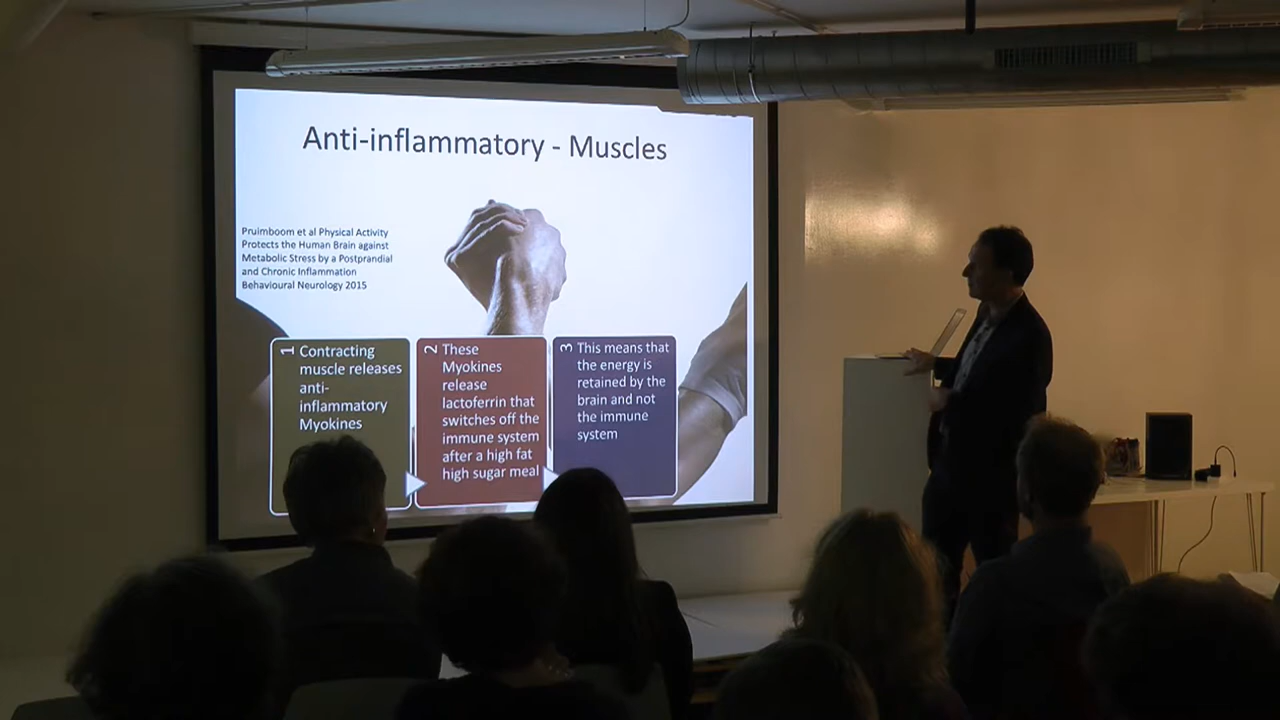 Anti-inflammatory - Muscles
Pruimboom et al Physical Activity
Protects the Human Brain against
Metabolic Stress by a Postprandial
and Chronic Inflammation
Behavioural Neurology 2015
1
Contracting
muscle releases
anti-
inflammatory
Myokines
2
These
Myokines
release
lactoferrin that
switches off the
immune system
after a high fat
high sugar meal
3
This means that
the energy is
retained by the
brain and not
the immune
system